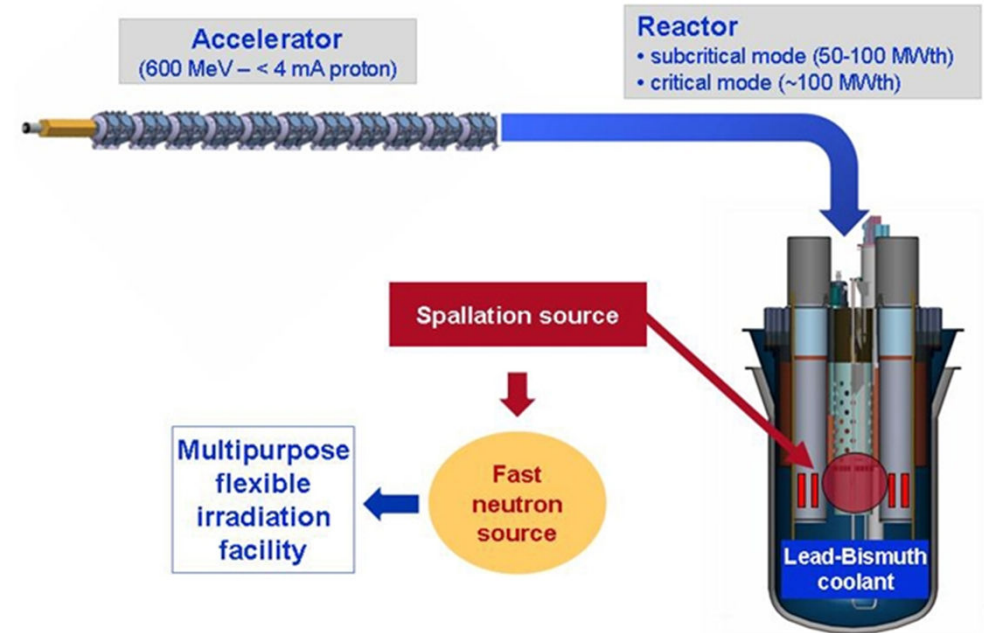 Accelerator
(600 MeV – < 4 mA proton)
Reactor
• subcritical mode (50-100 MWth)
• critical mode (~100 MWth)
Spallation source
Multipurpose
flexible
irradiation
facility
Fast
neutron
source
Lead-Bismuth
coolant